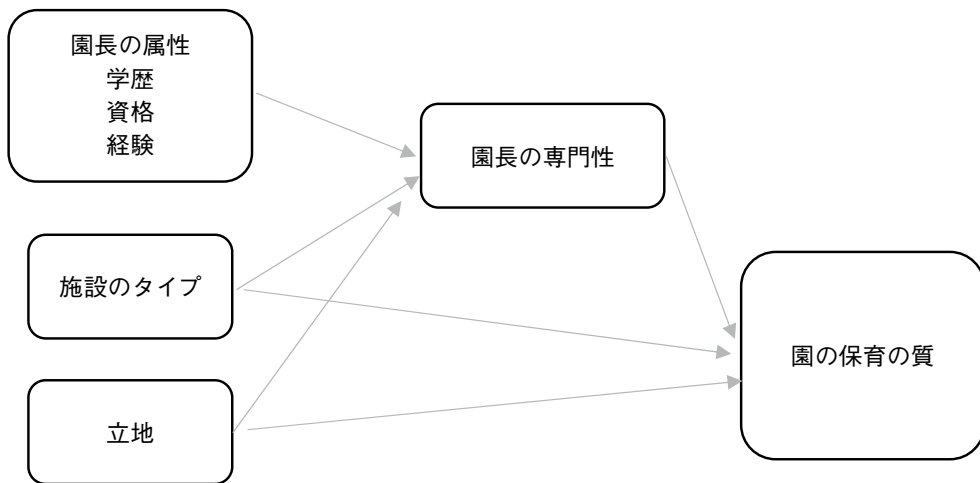 園長の属性
学歴
資格
経験
園長の専門性
施設のタイプ
園の保育の質
立地